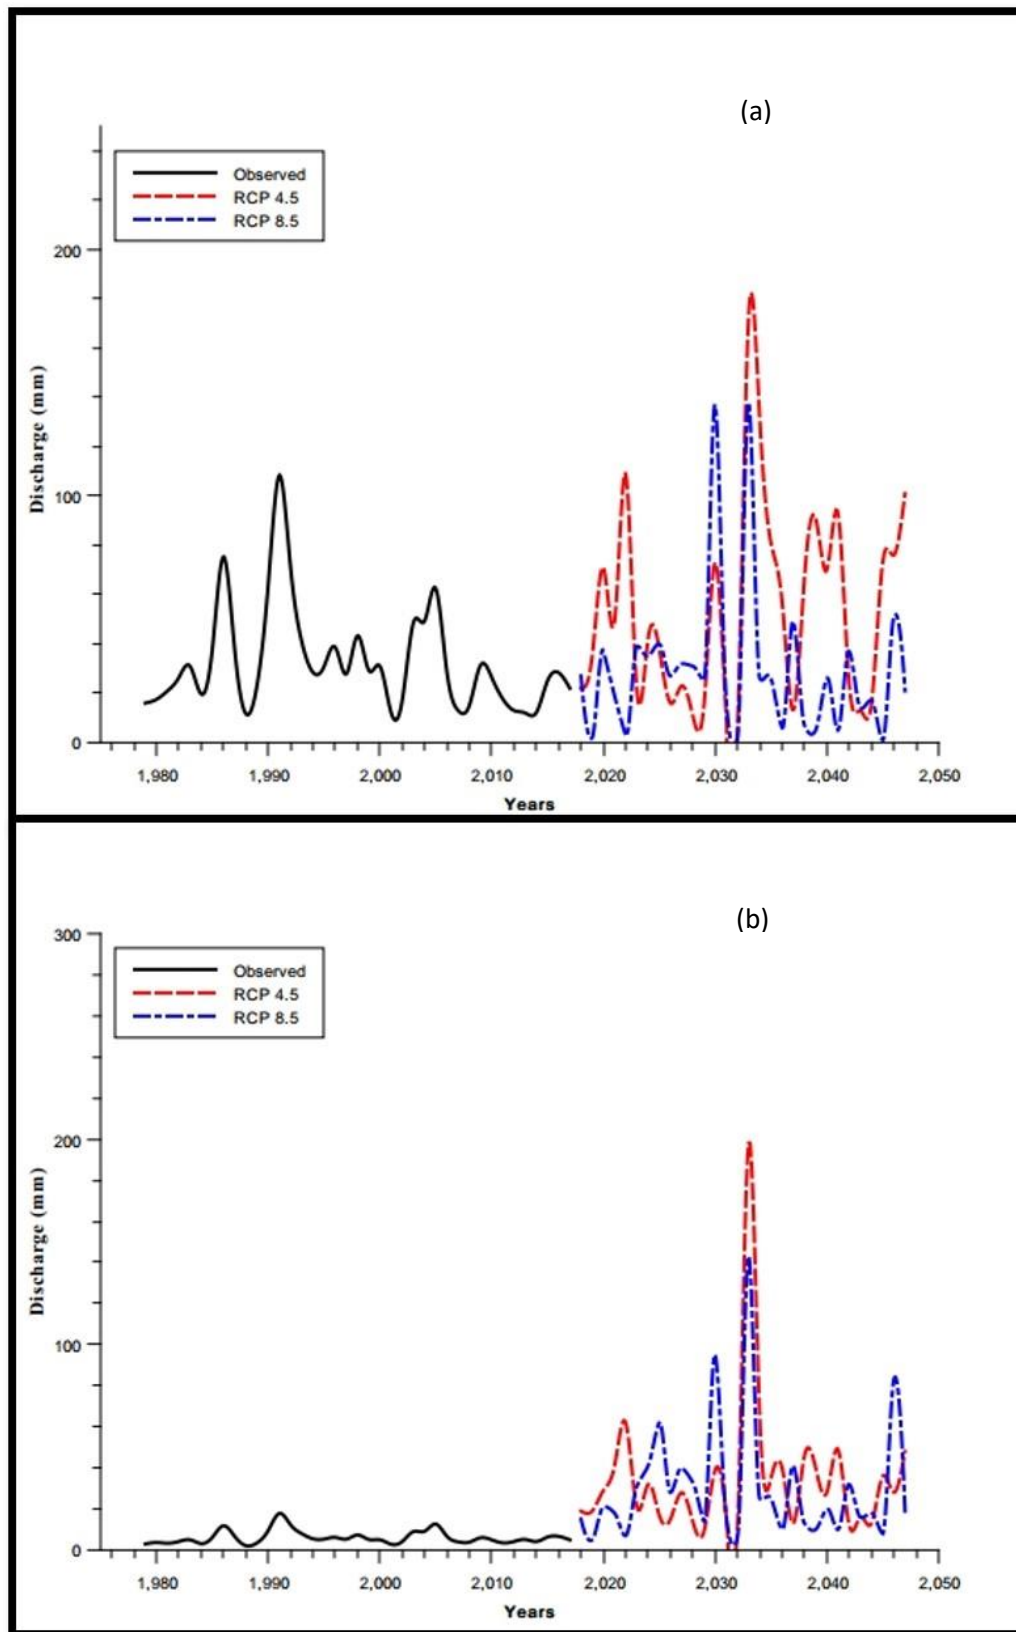 (a)
Observed
RCP 4.5
RCP 8.5
200
100
0
Discharge (mm)
1,980 1,990 2,000 2,010 2,020 2,030 2,040 2,050
Years
(b)
300
Observed
RCP 4.5
RCP 8.5
200
100
0
Discharge (mm)
1,980 1,990 2,000 2,010 2,020 2,030 2,040 2,050
Years